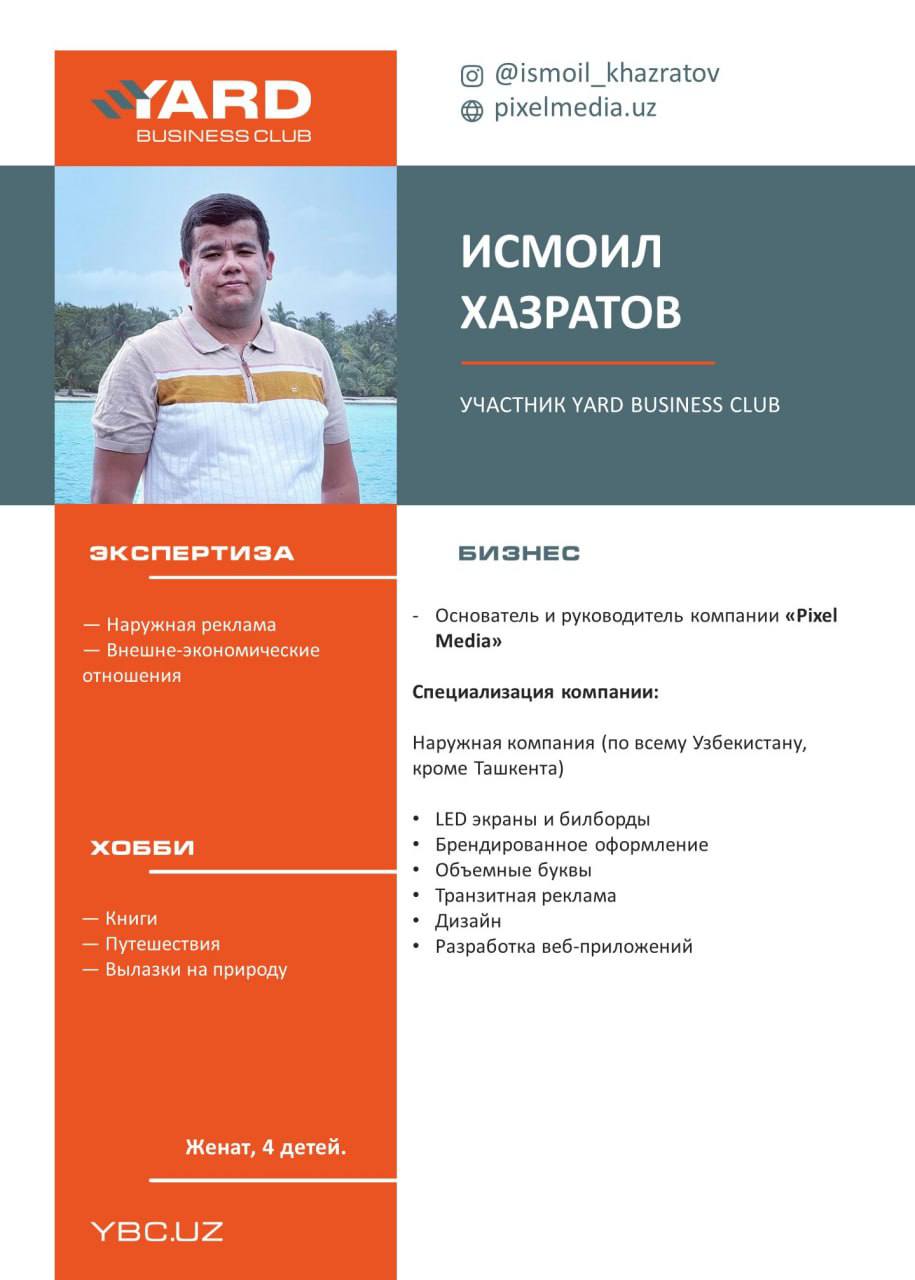 YARD
BUSINESS CLUB
@ismoil_khazratov
pixelmedia.uz
ИСМОИЛ
ХАЗРАТОВ
УЧАСТНИК YARD BUSINESS CLUB
ЭКСПЕРТИЗА
— Наружная реклама
— Внешне-экономические
отношения
ХОББИ
— Книги
— Путешествия
— Вылазки на природу
Женат, 4 детей.
YBC.UZ
БИЗНЕС
- Основатель и руководитель компании «Pixel
Media»
Специализация компании:
Наружная компания (по всему Узбекистану,
кроме Ташкента)
• LED экраны и билборды
• Брендированное оформление
• Объемные буквы
• Транзитная реклама
• Дизайн
• Разработка веб-приложений